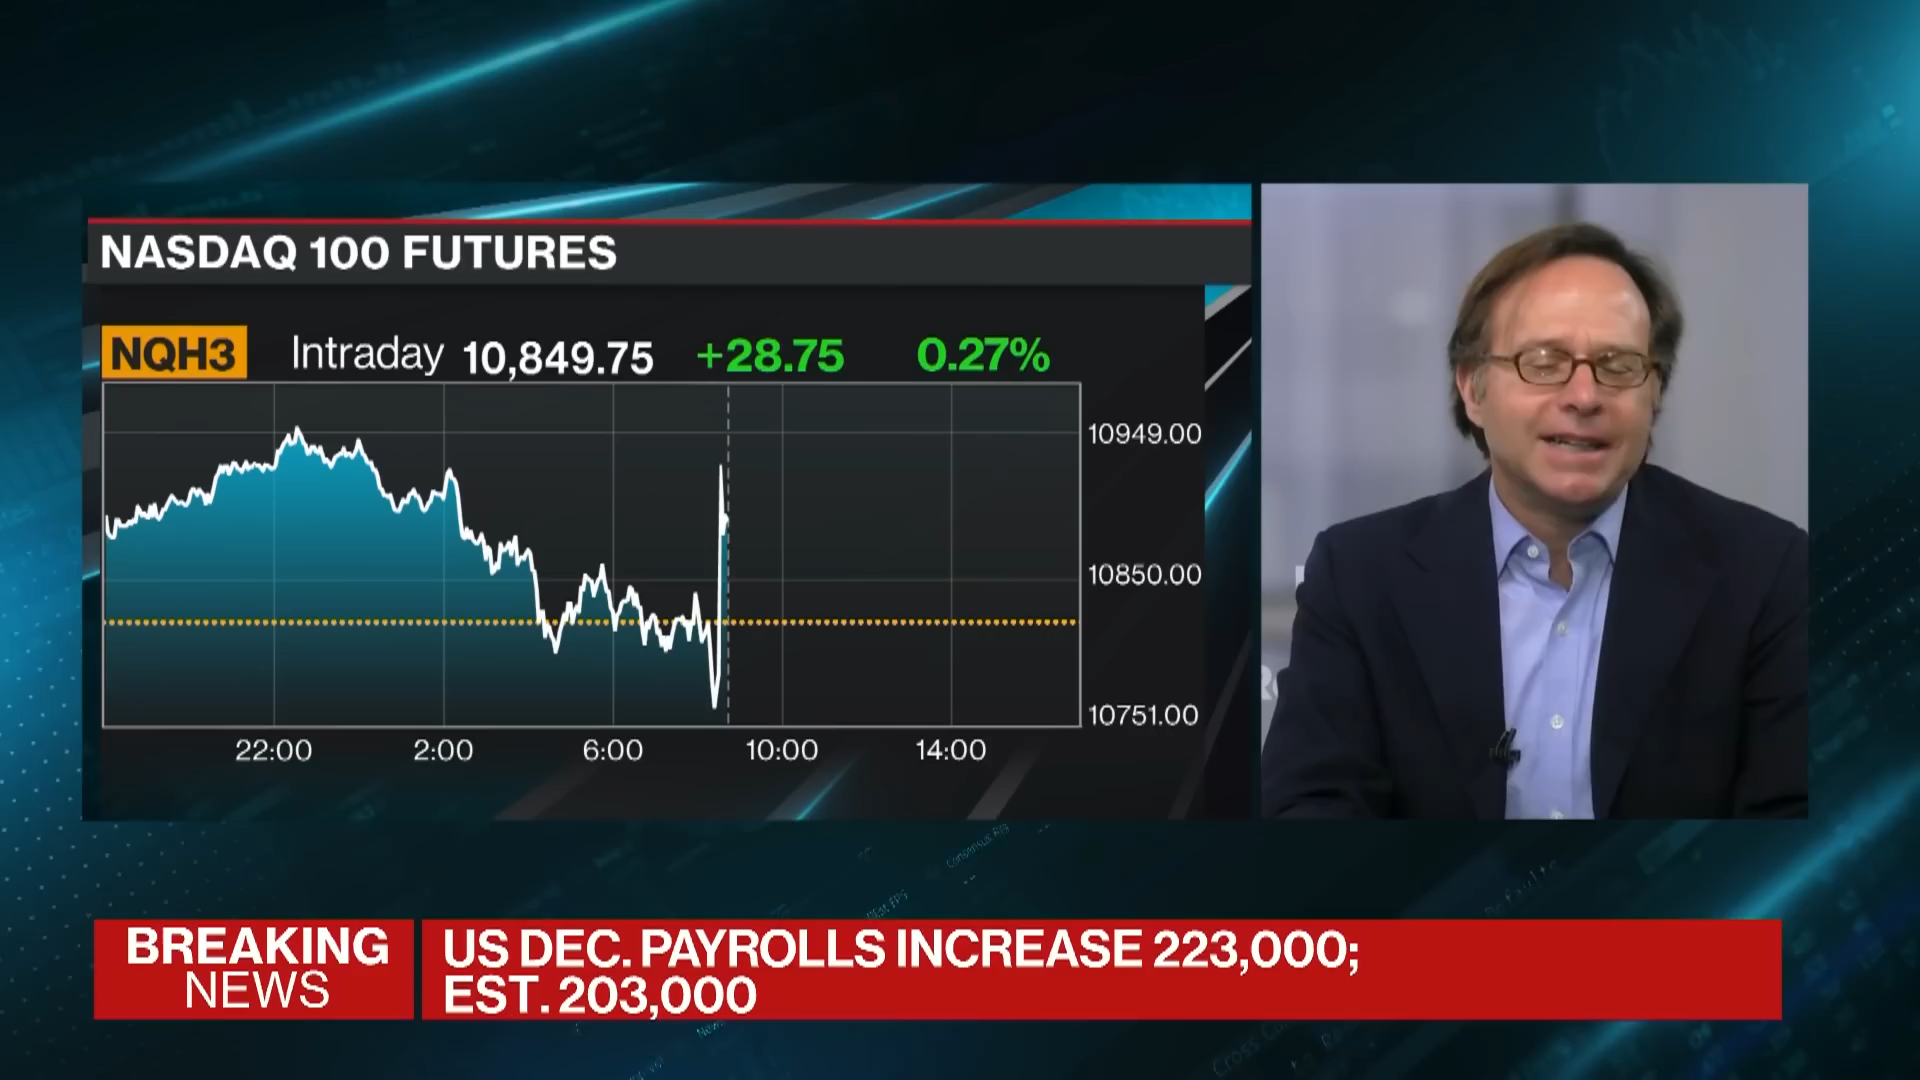 NASDAQ 100 FUTURES
NQH3 Intraday 10,849.75 +28.75 0.27%
10949.00
10850.00
10751.00
22:00 2:00 6:00 10:00 14:00
BREAKING
NEWS
US DEC. PAYROLLS INCREASE 223,000;
EST. 203,000